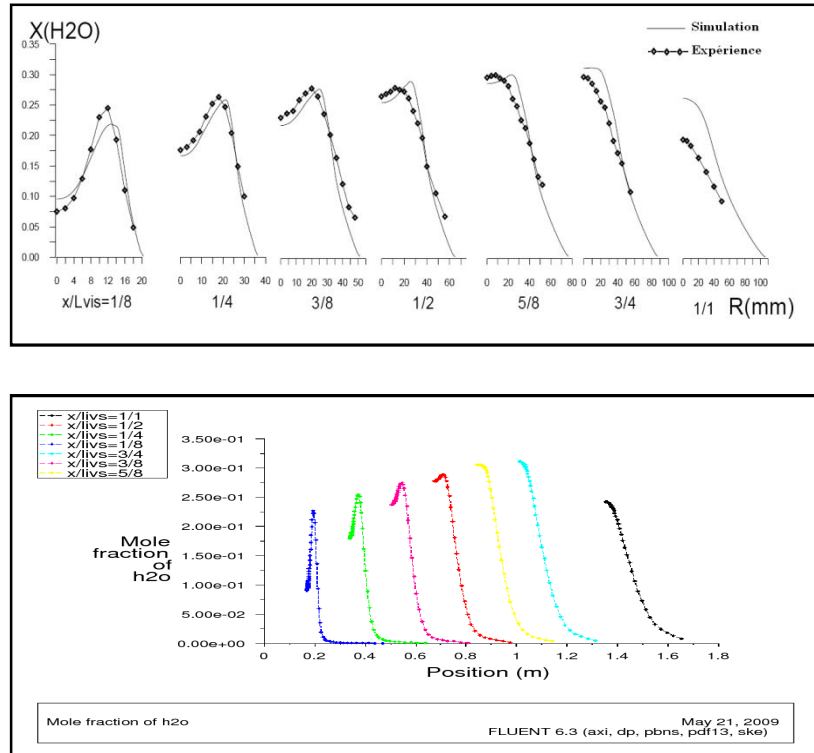 X(H2O)
Simulation
Expérience
0.35
0.30
0.25
0.20
0.15
0.10
0.05
0.00
0 4 8 12 16 20
0 10 20 30 40
0 10 20 30 40 50
0 20 40 60
0 20 40 60 80
0 20 40 60 80
0 20 40 60 80 100
x/Lvis=1/8
1/4
3/8
1/2
5/8
3/4
1/1
R(mm)
x/livs=1/1
x/livs=1/2
x/livs=1/4
x/livs=1/8
x/livs=3/4
x/livs=3/8
x/livs=5/8
3.50e-01
3.00e-01
2.50e-01
2.00e-01
1.50e-01
1.00e-01
5.00e-02
0.00e+00
Mole
fraction
of
h2o
0 0.2 0.4 0.6 0.8 1 1.2 1.4 1.6 1.8
Position (m)
Mole fraction of h2o
May 21, 2009
FLUENT 6.3 (axi, dp, pbns, pdf13, ske)